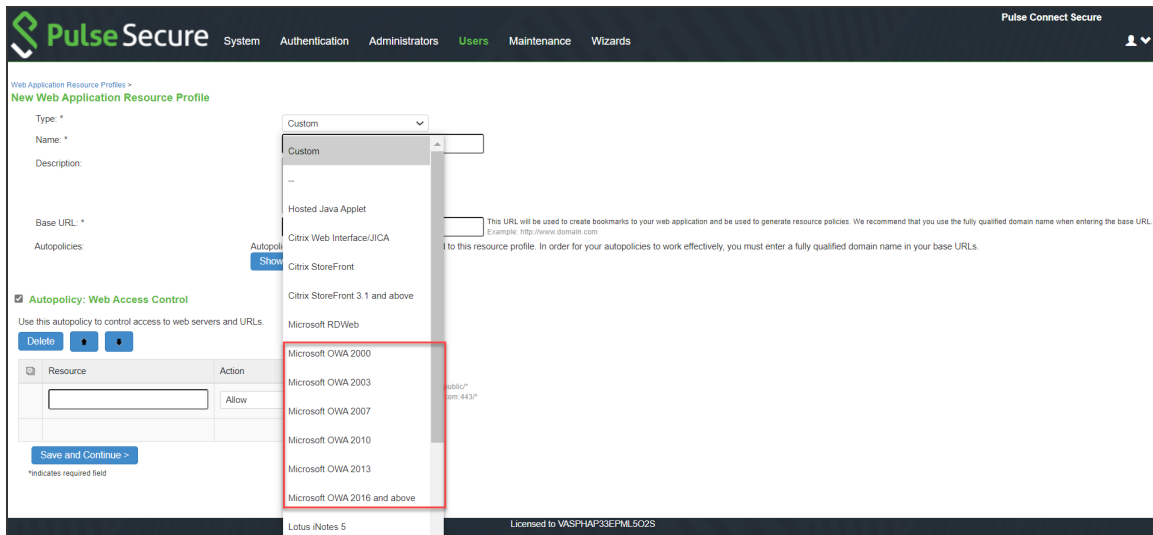 Pulse Connect Secure
Pulse Secure System Authentication Administrators Users Maintenance Wizards
Web Application Resource Profiles >
New Web Application Resource Profile
Type: * Custom
Name: *
Custom
Description:
--
Hosted Java Applet
Base URL: * This URL will be used to create bookmarks to your web application and be used to generate resource policies. We recommend that you use the fully qualified domain name when entering the base URL.
Example: http://www.domain.com
Citrix Web Interface/JICA
Autopolicies: to this resource profile. In order for your autopolicies to work effectively, you must enter a fully qualified domain name in your base URLs.
Show
Citrix StoreFront
Autopolicy: Web Access Control
Citrix StoreFront 3.1 and above
Use this autopolicy to control access to web servers and URLs.
Microsoft RDWeb
Delete
Microsoft OWA 2000
Resource Action
Microsoft OWA 2003
Allow
Microsoft OWA 2007
Microsoft OWA 2010
Save and Continue >
Microsoft OWA 2013
*indicates required field
Microsoft OWA 2016 and above
Lotus iNotes 5
Licensed to VASPHAP33EPML5O2S